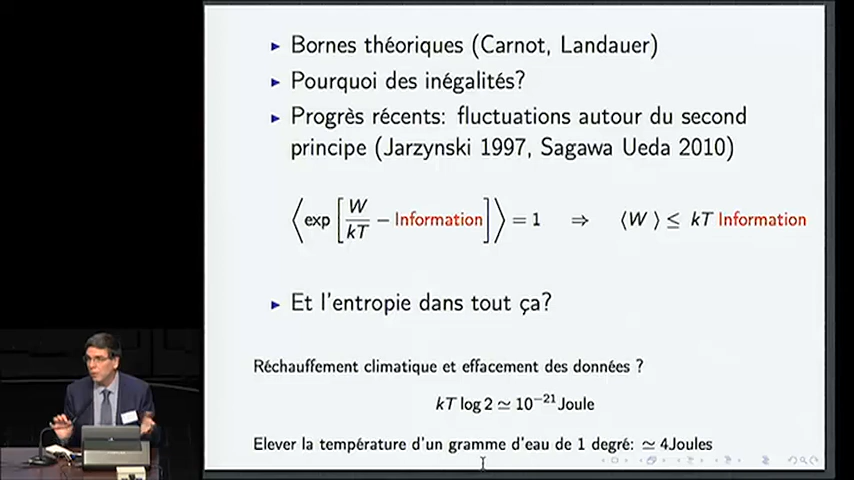 ▶ Bornes théoriques (Carnot, Landauer)
▶ Pourquoi des inégalités?
▶ Progrès récents: fluctuations autour du second
principe (Jarzynski 1997, Sagawa Ueda 2010)
⟨exp[W/kT − Information]⟩ = 1 ⇒ ⟨W⟩ ≤ kT Information
▶ Et l'entropie dans tout ça?
Réchauffement climatique et effacement des données ?
kT log 2 ≃ 10⁻²¹ Joule
Elever la température d'un gramme d'eau de 1 degré: ≃ 4Joules